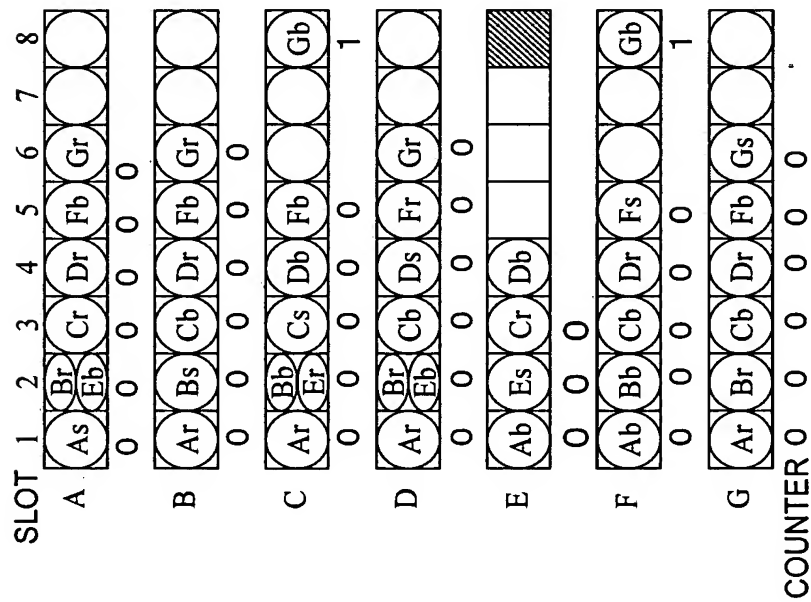 SLOT 1 2 3 4 5 6 7 8
A As Br Eb Cr Dr Fb Gr
0 0 0 0 0 0
B Ar Bs Cb Dr Fb Gr
0 0 0 0 0 0
C Ar Bb Er Cs Db Fb Gb
0 0 0 0 0 1
D Ar Br Eb Cb Ds Fr Gr
0 0 0 0 0 0
E Ab Es Cr Db
0 0 0
F Ab Bb Cb Dr Fs Gb
0 0 0 0 0 1
G Ar Br Cb Dr Fb Gs
COUNTER 0 0 0 0 0 0